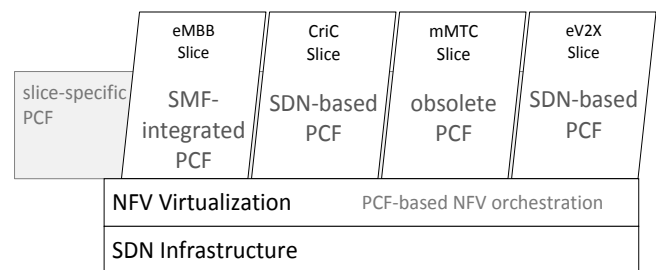 eMBB
Slice
CriC
Slice
mMTC
Slice
eV2X
Slice
slice-specific
PCF
SMF-
integrated
PCF
SDN-based
PCF
obsolete
PCF
SDN-based
PCF
NFV Virtualization
PCF-based NFV orchestration
SDN Infrastructure